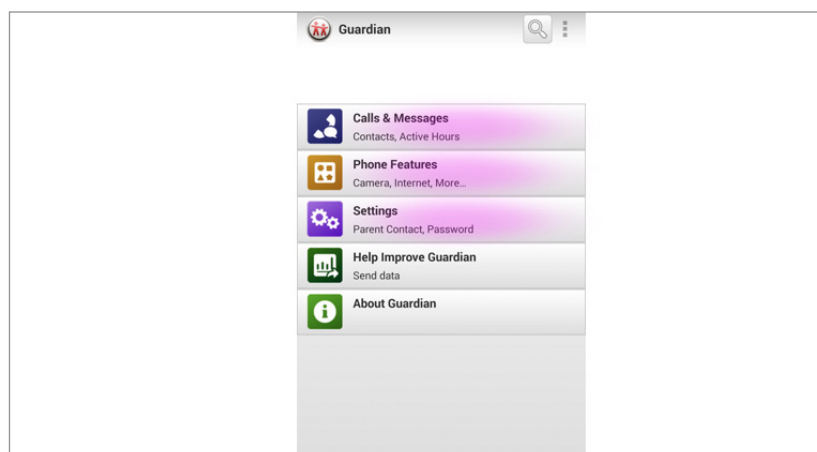 Guardian
Calls & Messages
Contacts, Active Hours
Phone Features
Camera, Internet, More...
Settings
Parent Contact, Password
Help Improve Guardian
Send data
About Guardian